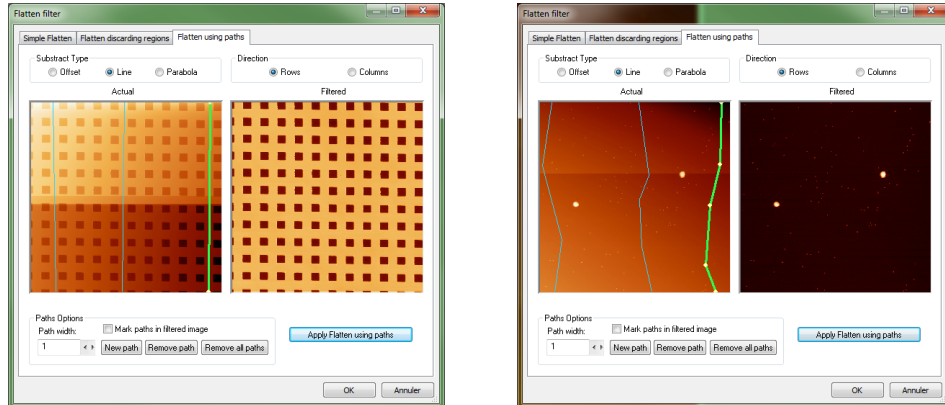 Flatten filter
Simple Flatten Flatten discarding regions Flatten using paths
Substract Type
Offset Line Parabola
Direction
Rows Columns
Actual Filtered
Paths Options
Path width:
Mark paths in filtered image
1
New path Remove path Remove all paths
Apply Flatten using paths
OK Annuler
Flatten filter
Simple Flatten Flatten discarding regions Flatten using paths
Substract Type
Offset Line Parabola
Direction
Rows Columns
Actual Filtered
Paths Options
Path width:
Mark paths in filtered image
1
New path Remove path Remove all paths
Apply Flatten using paths
OK Annuler